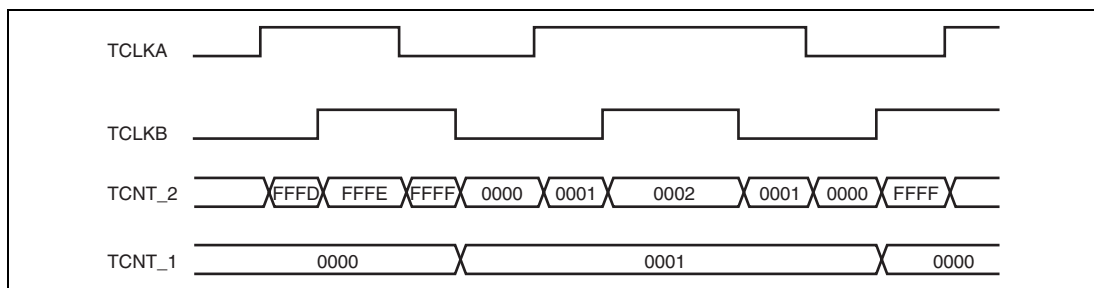 TCLKA
TCLKB
TCNT_2 FFFD FFFE FFFF 0000 0001 0002 0001 0000 FFFF
TCNT_1 0000 0001 0000